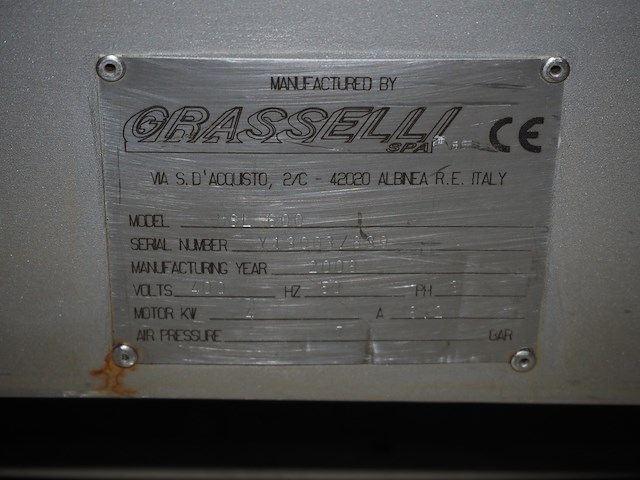 MANUFACTURED BY
GRASSELLI
SPA CE
VIA S. D'ACQUISTO, 2/C - 42020 ALBINEA R.E. ITALY
MODEL
SERIAL NUMBER
MANUFACTURING YEAR
VOLTS 400 HZ PH
MOTOR KW A
AIR PRESSURE BAR